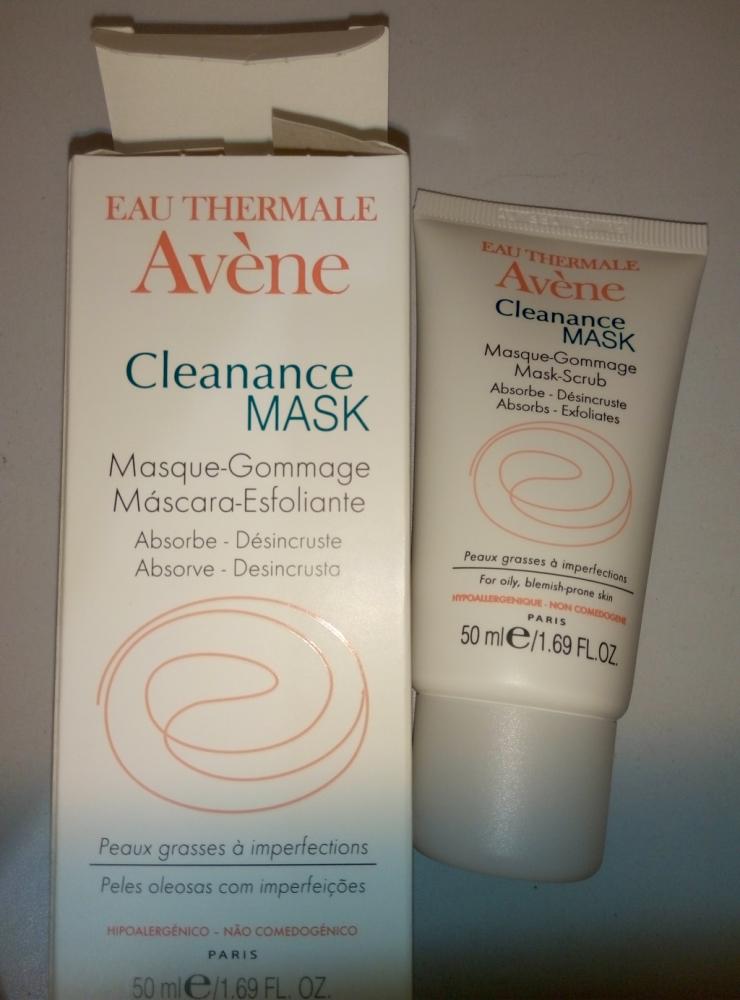 EAU THERMALE
Avène
Cleanance
MASK
Masque-Gommage
Máscara-Esfoliante
Absorbe - Désincruste
Absorve - Desincrusta
Peaux grasses à imperfections
Peles oleosas com imperfeições
HIPOALERGÉNICO - NÃO COMEDOGÉNICO
PARIS
50 ml e/1.69 FL. OZ.
EAU THERMALE
Avène
Cleanance
MASK
Masque-Gommage
Mask-Scrub
Absorbe - Désincruste
Absorbs - Exfoliates
Peaux grasses à imperfections
For oily, blemish-prone skin
HYPOALLERGÉNIQUE - NON COMÉDOGÈNE
PARIS
50 ml e/1.69 FL.OZ.